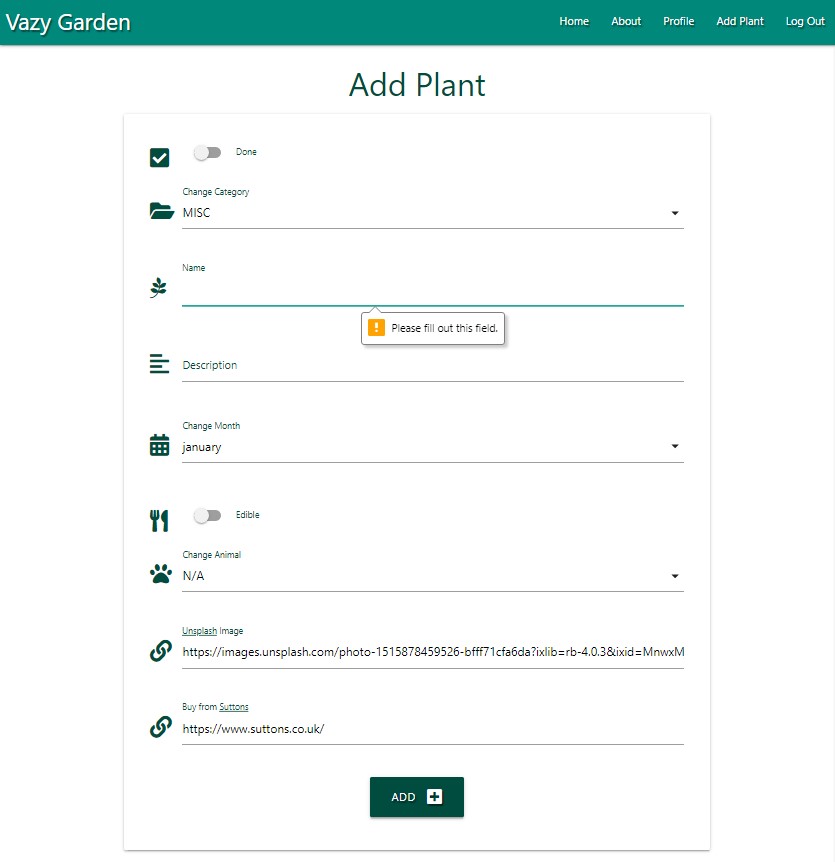 Vazy Garden
Home About Profile Add Plant Log Out
Add Plant
Done
Change Category
MISC
Name
Please fill out this field.
Description
Change Month
january
Edible
Change Animal
N/A
Unsplash Image
https://images.unsplash.com/photo-1515878459526-bfff71cfa6da?ixlib=rb-4.0.3&ixid=MnwxM
Buy from Suttons
https://www.suttons.co.uk/
ADD